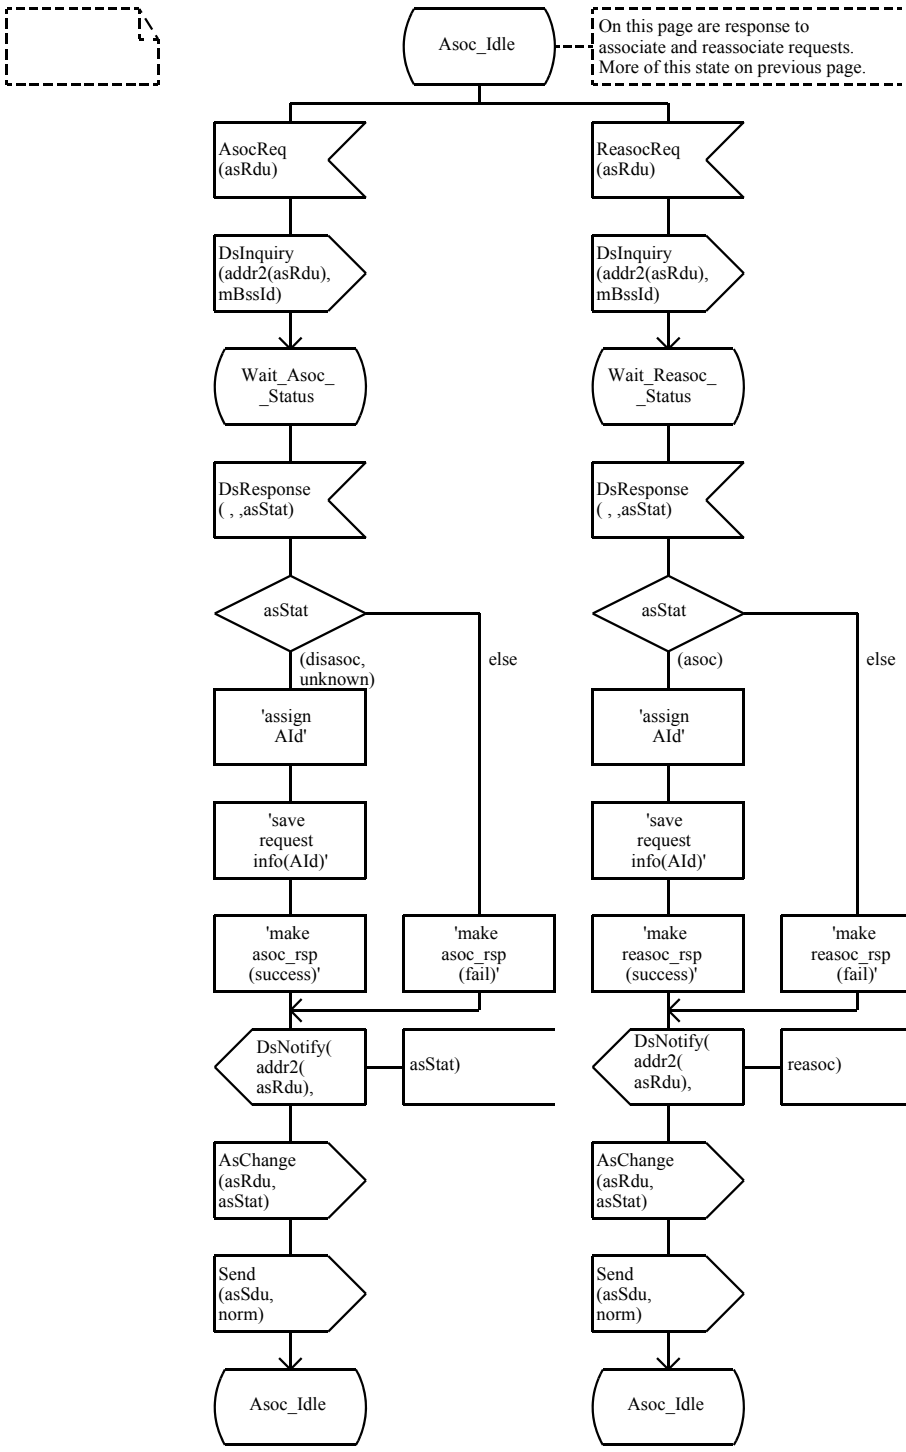 Asoc_Idle
On this page are response to
associate and reassociate requests.
More of this state on previous page.
AsocReq
(asRdu)
DsInquiry
(addr2(asRdu),
mBssId)
Wait_Asoc_
_Status
DsResponse
( , ,asStat)
asStat
(disasoc,
unknown)
else
'assign
AId'
'save
request
info(AId)'
'make
asoc_rsp
(success)'
'make
asoc_rsp
(fail)'
DsNotify(
addr2(
asRdu),
asStat)
AsChange
(asRdu,
asStat)
Send
(asSdu,
norm)
Asoc_Idle
ReasocReq
(asRdu)
DsInquiry
(addr2(asRdu),
mBssId)
Wait_Reasoc_
_Status
DsResponse
( , ,asStat)
asStat
(asoc)
else
'assign
AId'
'save
request
info(AId)'
'make
reasoc_rsp
(success)'
'make
reasoc_rsp
(fail)'
DsNotify(
addr2(
asRdu),
reasoc)
AsChange
(asRdu,
asStat)
Send
(asSdu,
norm)
Asoc_Idle